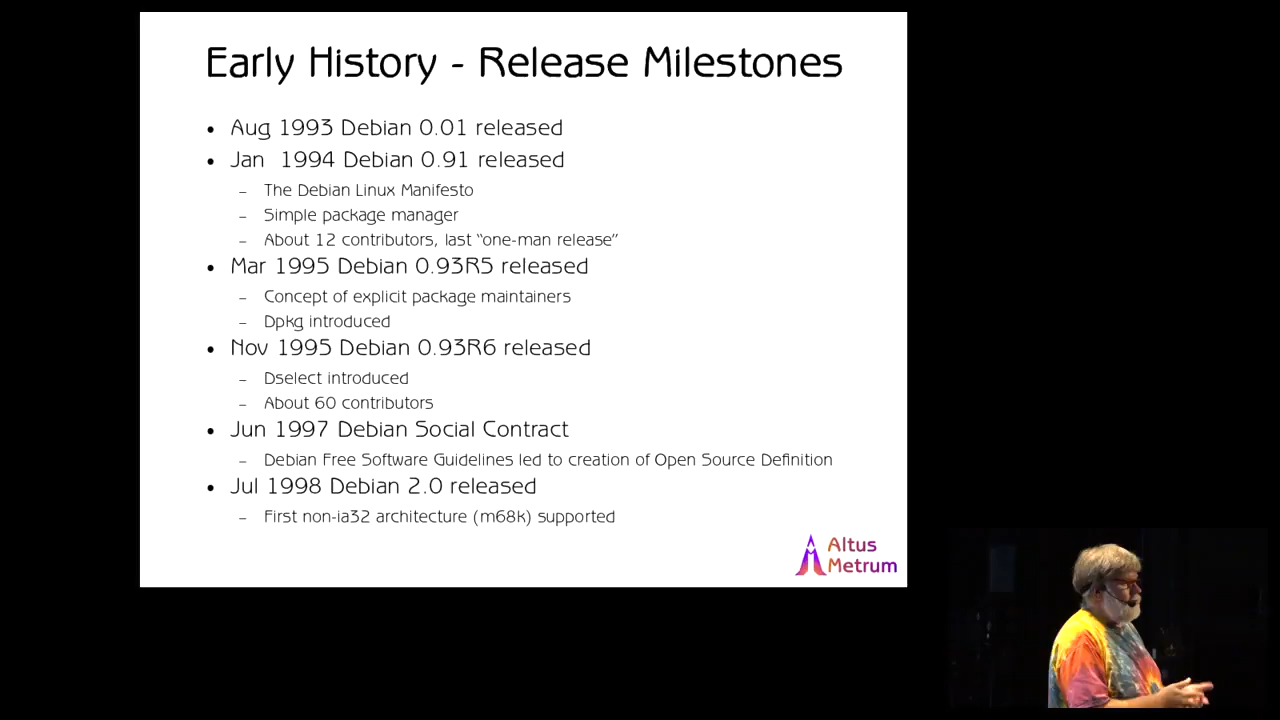 Early History - Release Milestones
• Aug 1993 Debian 0.01 released
• Jan  1994 Debian 0.91 released
– The Debian Linux Manifesto
– Simple package manager
– About 12 contributors, last “one-man release”
• Mar 1995 Debian 0.93R5 released
– Concept of explicit package maintainers
– Dpkg introduced
• Nov 1995 Debian 0.93R6 released
– Dselect introduced
– About 60 contributors
• Jun 1997 Debian Social Contract
– Debian Free Software Guidelines led to creation of Open Source Definition
• Jul 1998 Debian 2.0 released
– First non-ia32 architecture (m68k) supported
Altus
Metrum